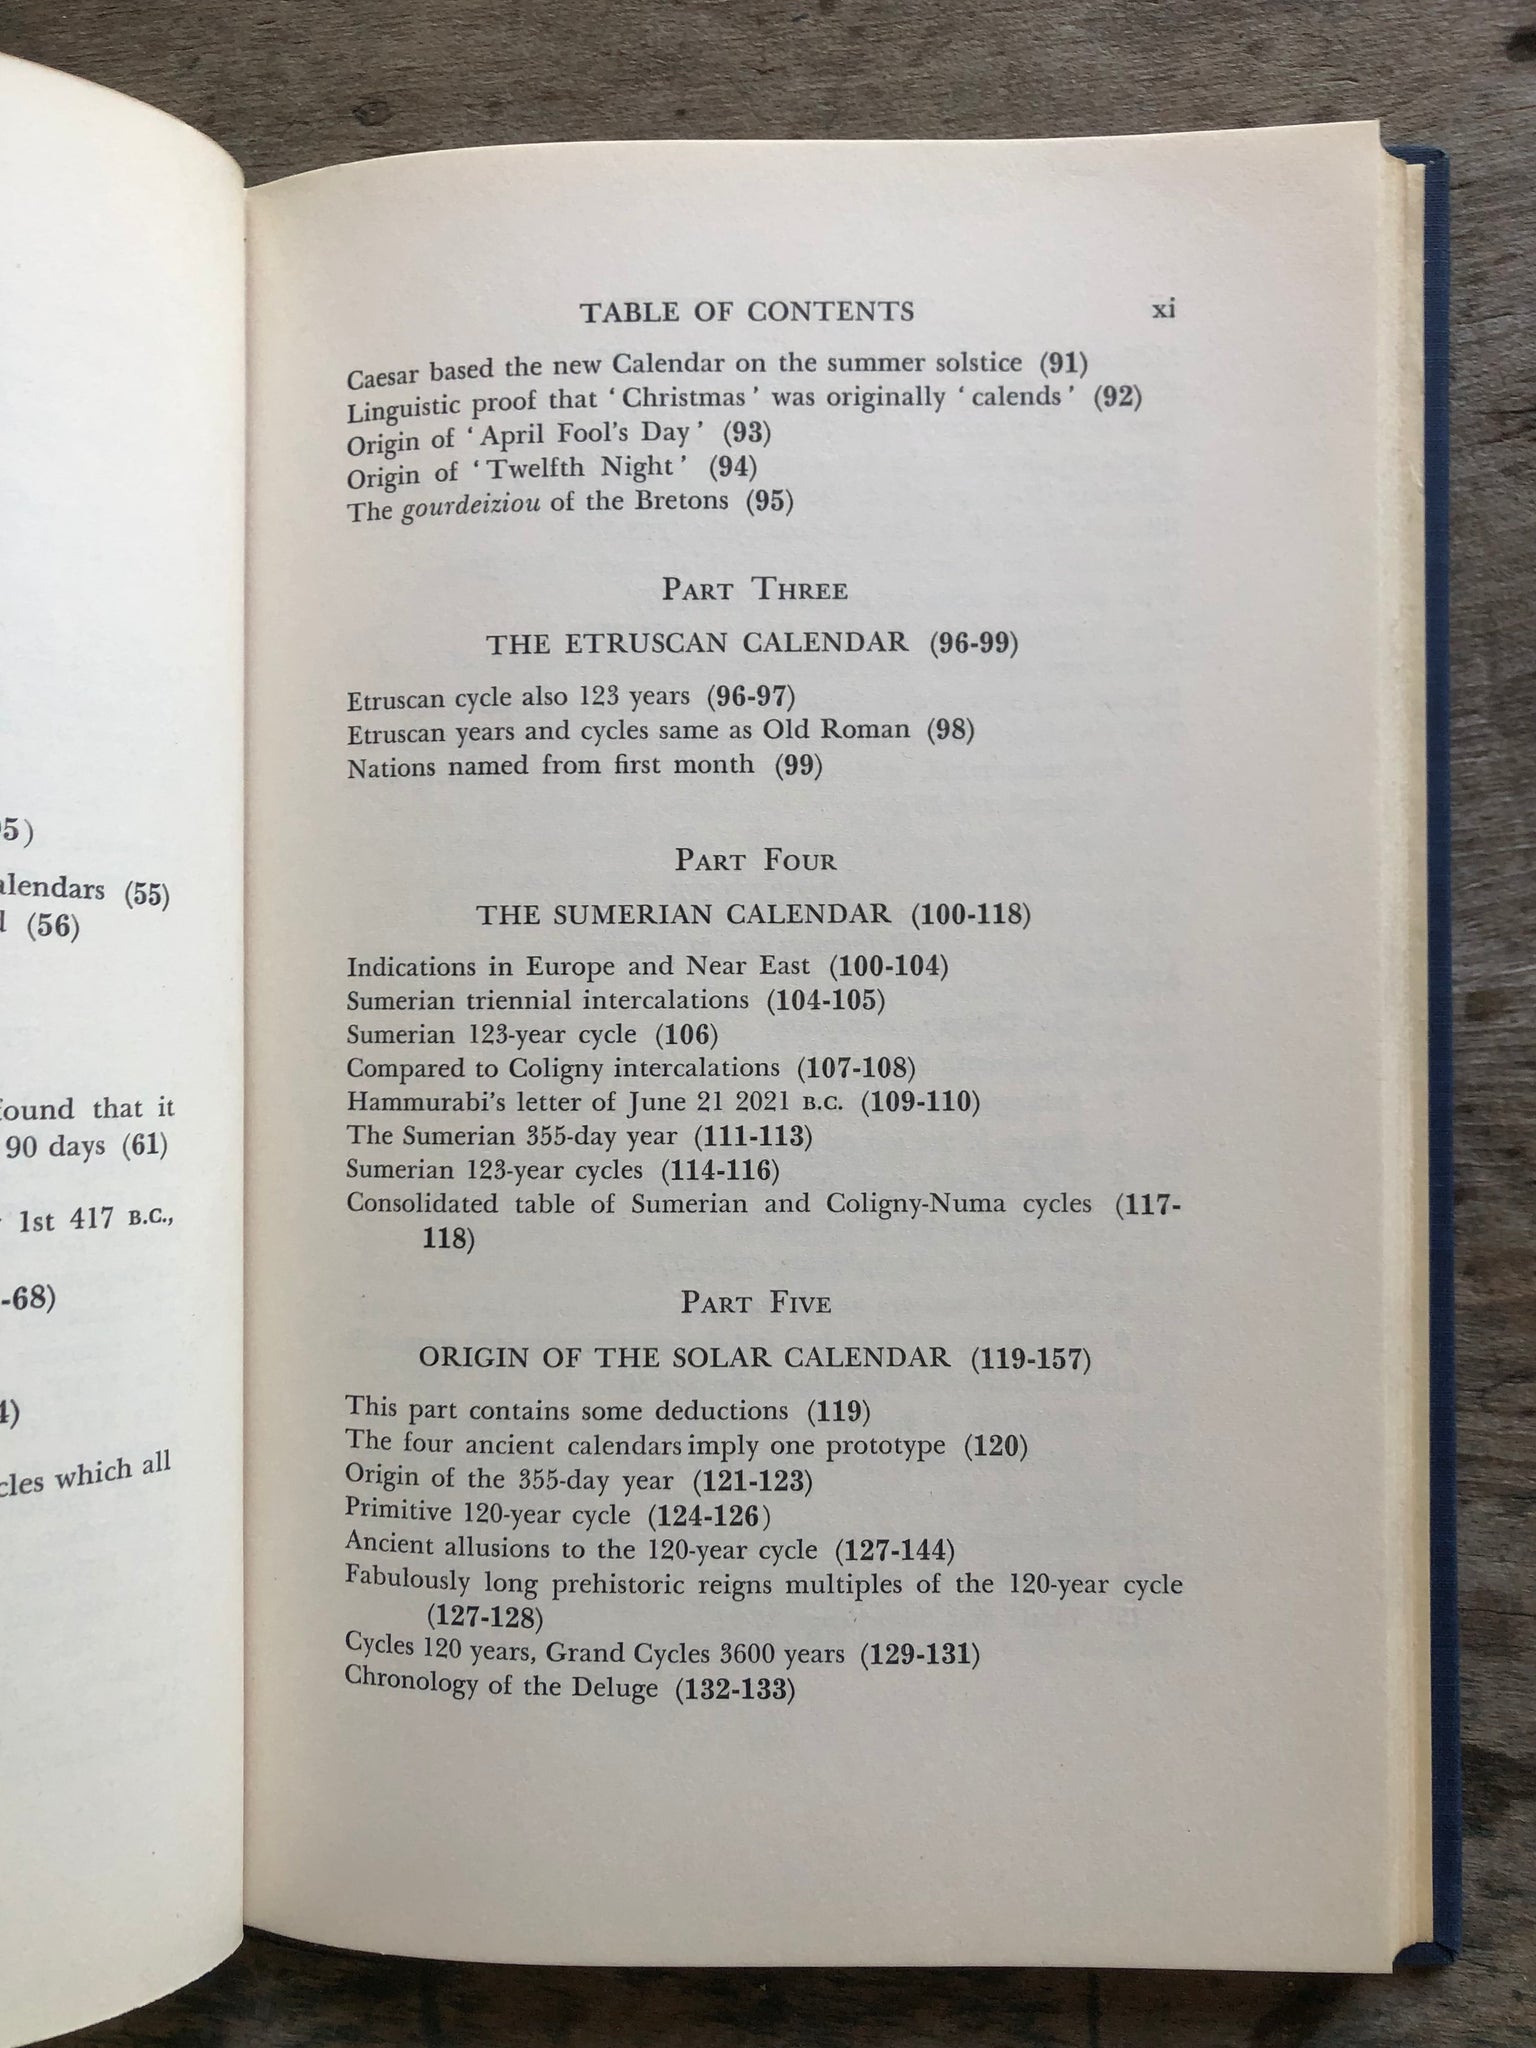 5)
alendars (55)
(56)
found that it
90 days (61)
1st 417 B.C.,
-68)
4)
cles which all
TABLE OF CONTENTS xi
Caesar based the new Calendar on the summer solstice (91)
Linguistic proof that ‘Christmas’ was originally ‘calends’ (92)
Origin of ‘April Fool's Day’ (93)
Origin of ‘Twelfth Night’ (94)
The gourdeiziou of the Bretons (95)
PART THREE
THE ETRUSCAN CALENDAR (96-99)
Etruscan cycle also 123 years (96-97)
Etruscan years and cycles same as Old Roman (98)
Nations named from first month (99)
PART FOUR
THE SUMERIAN CALENDAR (100-118)
Indications in Europe and Near East (100-104)
Sumerian triennial intercalations (104-105)
Sumerian 123-year cycle (106)
Compared to Coligny intercalations (107-108)
Hammurabi's letter of June 21 2021 B.C. (109-110)
The Sumerian 355-day year (111-113)
Sumerian 123-year cycles (114-116)
Consolidated table of Sumerian and Coligny-Numa cycles (117-
118)
PART FIVE
ORIGIN OF THE SOLAR CALENDAR (119-157)
This part contains some deductions (119)
The four ancient calendars imply one prototype (120)
Origin of the 355-day year (121-123)
Primitive 120-year cycle (124-126)
Ancient allusions to the 120-year cycle (127-144)
Fabulously long prehistoric reigns multiples of the 120-year cycle
(127-128)
Cycles 120 years, Grand Cycles 3600 years (129-131)
Chronology of the Deluge (132-133)